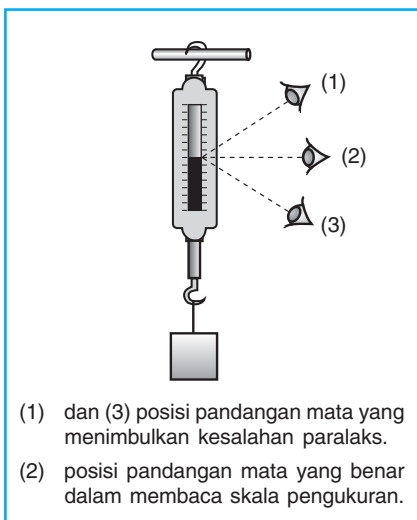 (1)
(2)
(3)
(1) dan (3) posisi pandangan mata yang
menimbulkan kesalahan paralaks.
(2) posisi pandangan mata yang benar
dalam membaca skala pengukuran.